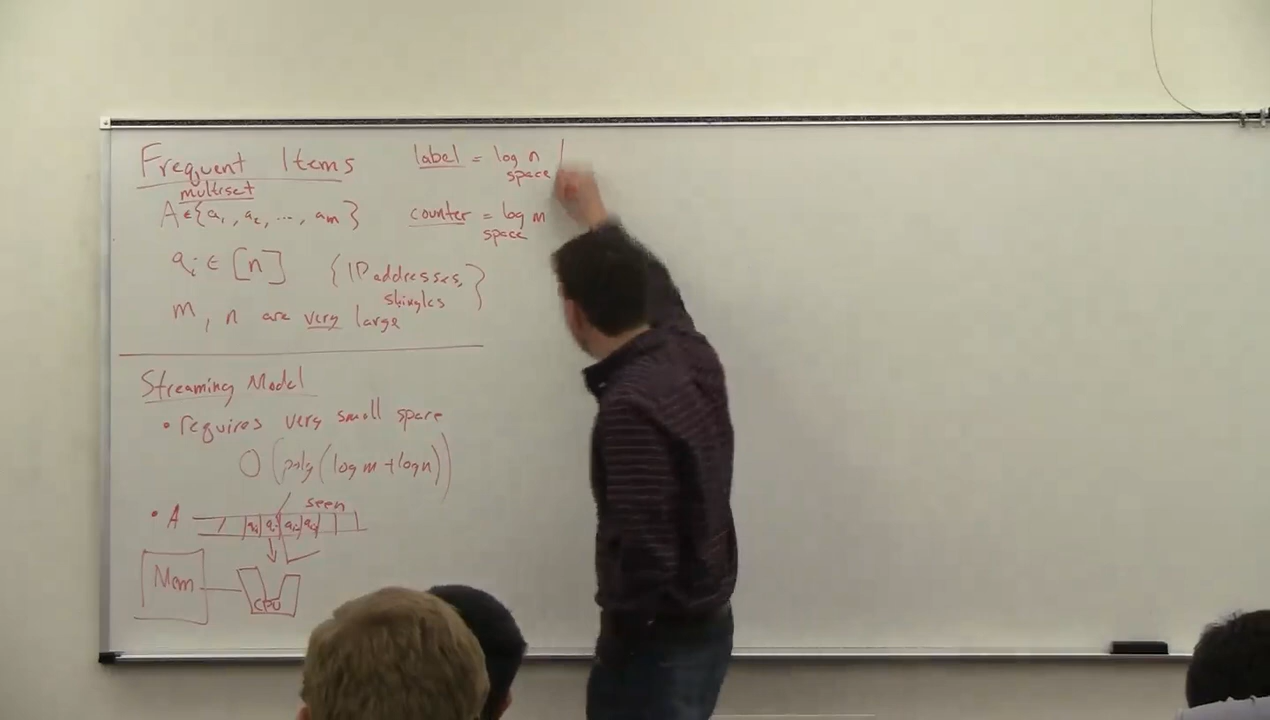 Frequent Items
multiset
A ∈ {a₁, a₂, ..., aₘ}
aᵢ ∈ [n] {IP addresses,
shingles}
m, n are very large
Streaming Model
• requires very small space
O(poly(log m + log n))
• A seen
Mem
CPU
label = log n
space
counter = log m
space